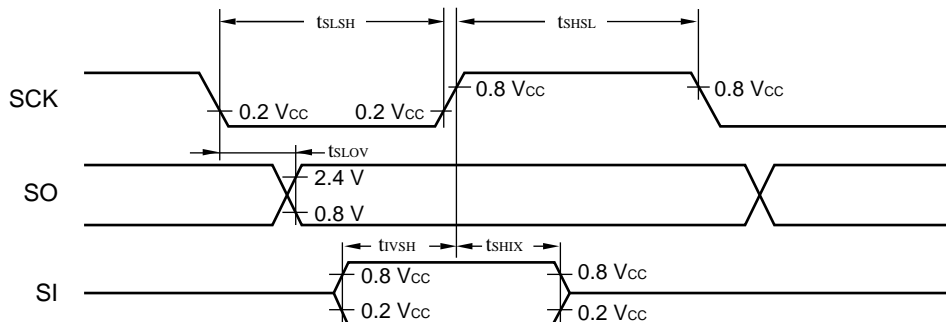 tSLSH tSHSL
SCK 0.2 VCC 0.2 VCC 0.8 VCC 0.8 VCC
tSLOV
SO 2.4 V
0.8 V
tIVSH tSHIX
SI 0.8 VCC 0.8 VCC
0.2 VCC 0.2 VCC